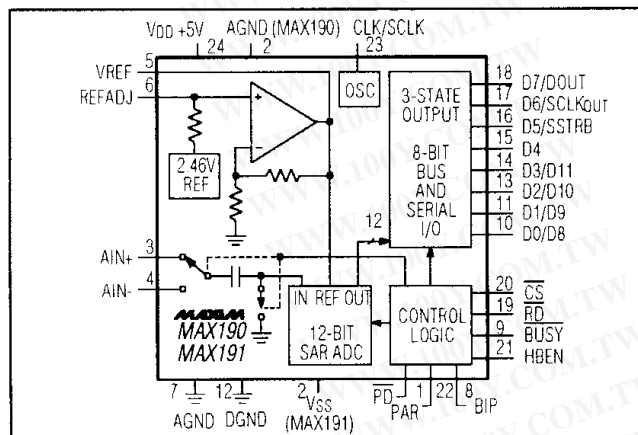 VDD +5V AGND (MAX190) CLK/SCLK
24 2 23
VREF 5
REFADJ 6
OSC
+
−
2.46V
REF
3-STATE
OUTPUT
8-BIT
BUS
AND
SERIAL
I/O
18 D7/DOUT
17 D6/SCLKOUT
16 D5/SSTRB
15 D4
14 D3/D11
13 D2/D10
11 D1/D9
10 D0/D8
12
AIN+ 3
AIN- 4
MAXIM
MAX190
MAX191
IN REF OUT
12-BIT
SAR ADC
CONTROL
LOGIC
20 CS
19 RD
9 BUSY
21 HBEN
7 12 2 1 22 8
AGND DGND VSS
(MAX191)
PD PAR BIP
WWW.100Y.COM.TW